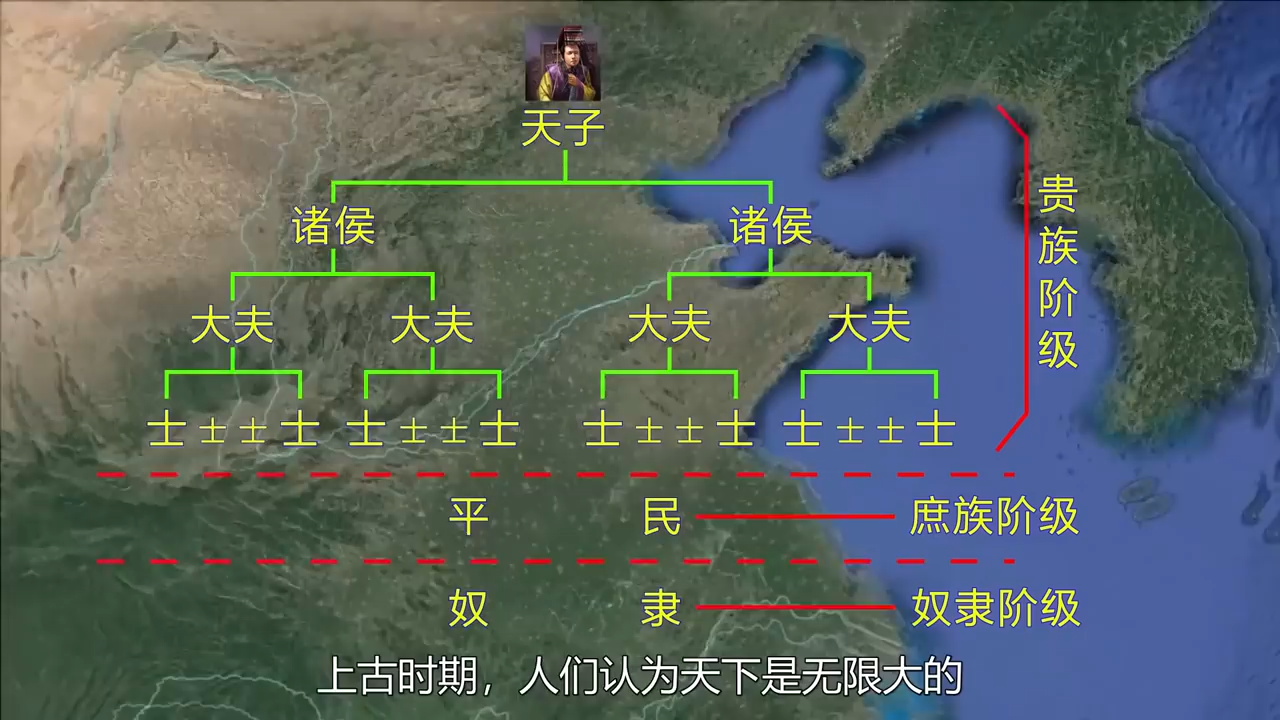 天子
诸侯 诸侯
大夫 大夫 大夫 大夫
士 士 士 士 士 士 士 士 士 士 士 士 士 士 士 士
贵族阶级
平民 庶族阶级
奴隶 奴隶阶级
上古时期，人们认为天下是无限大的